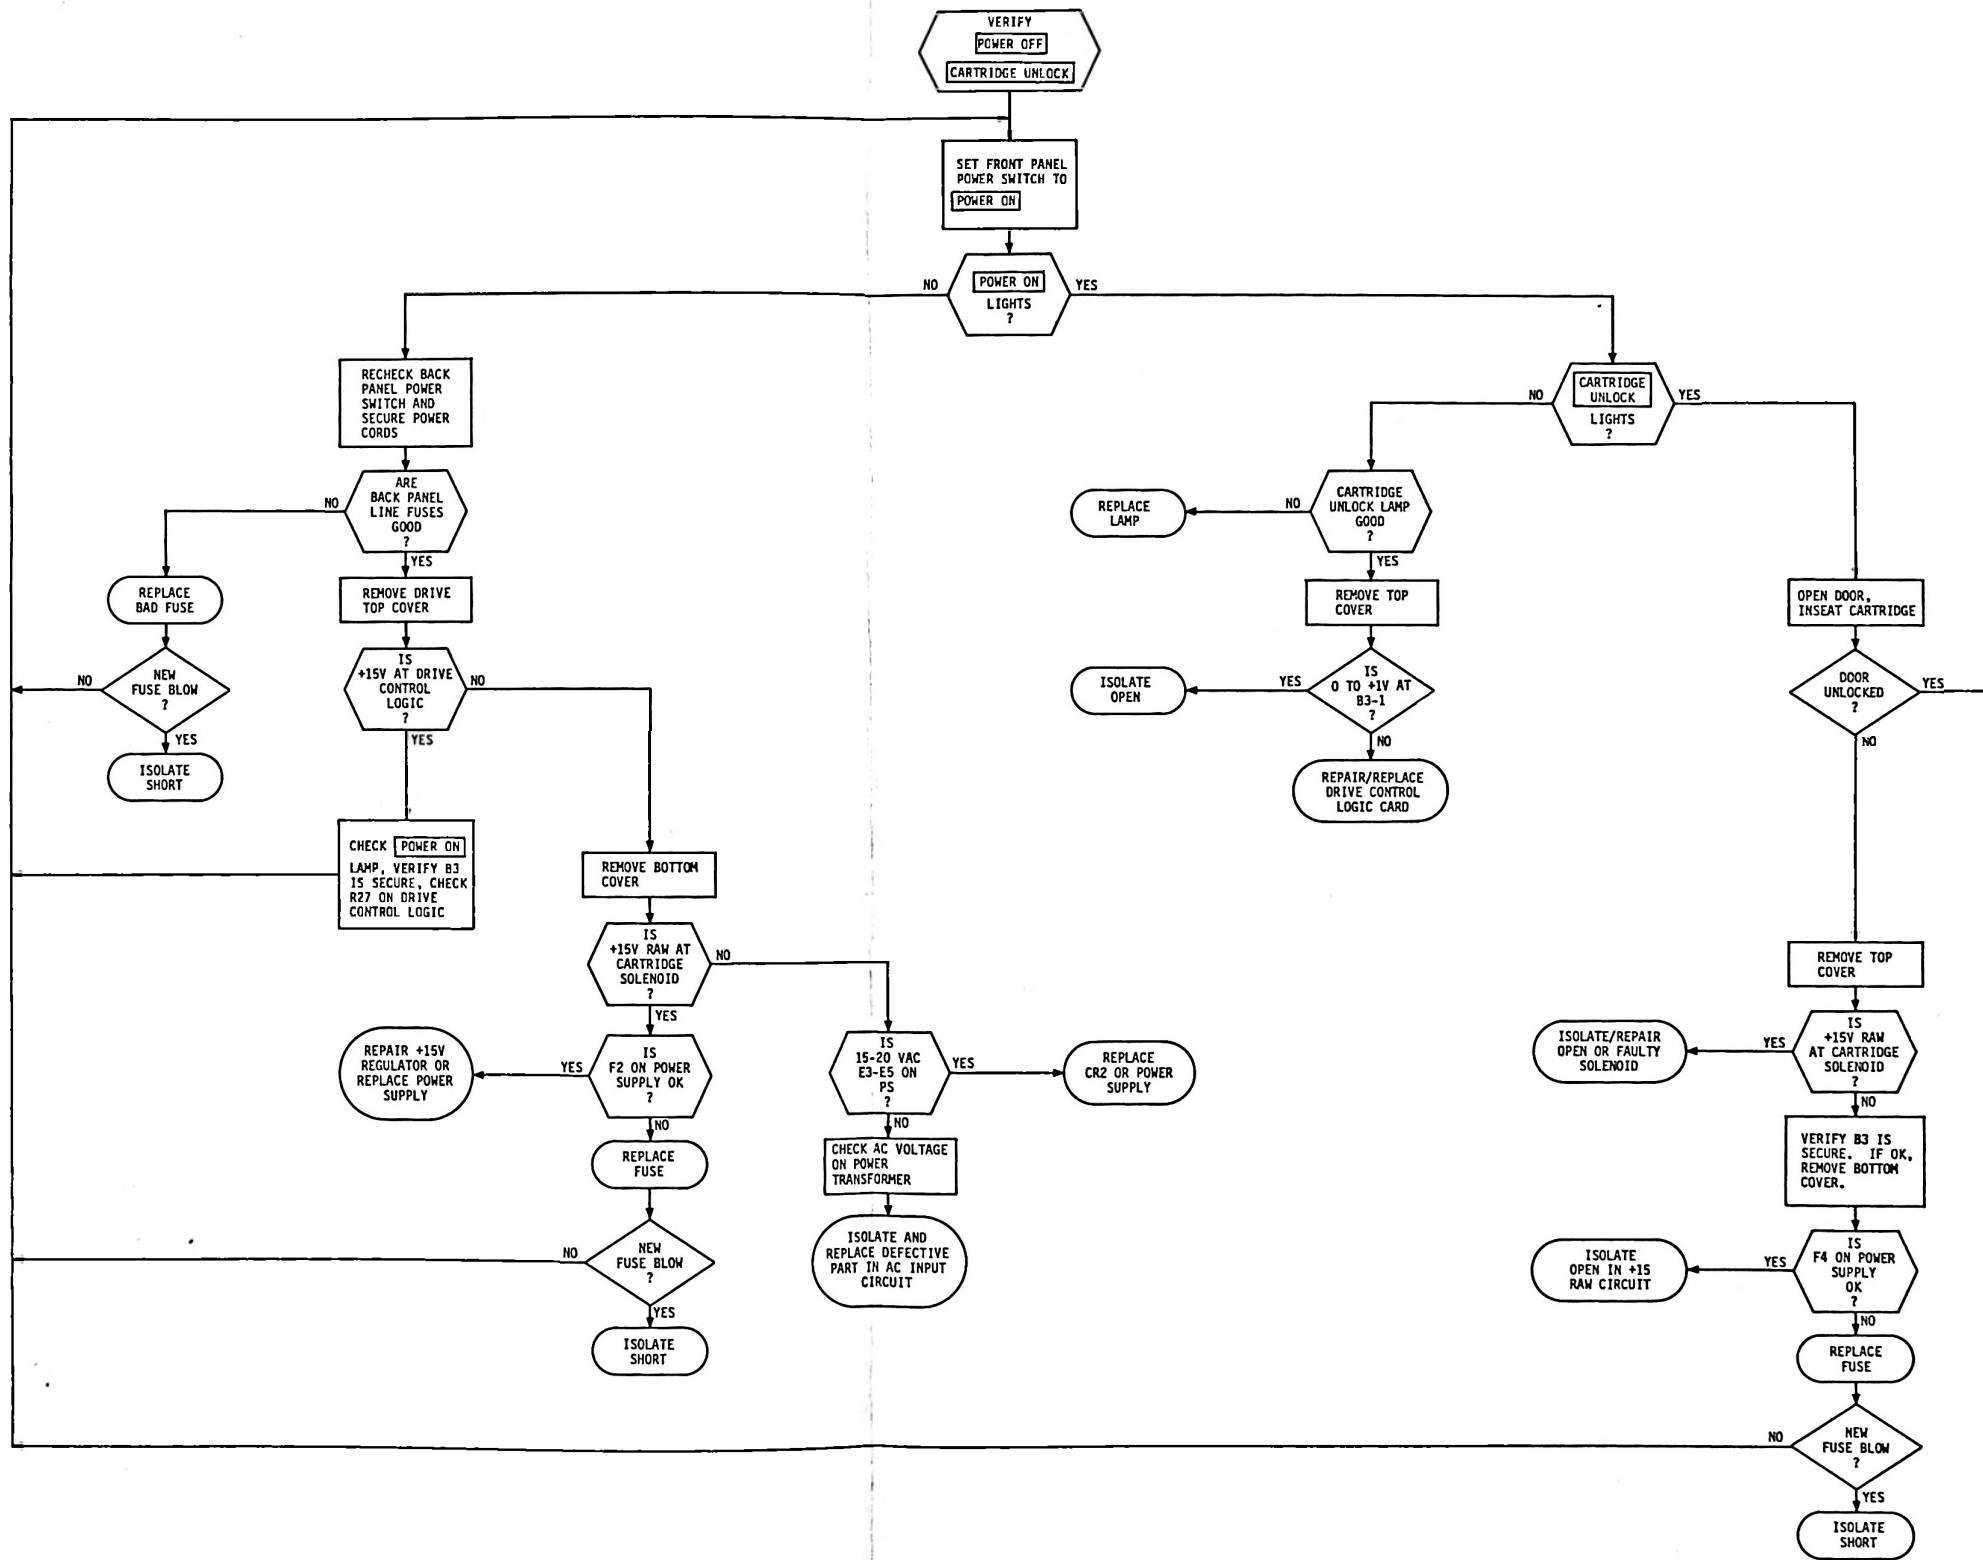 VERIFY
POWER OFF
CARTRIDGE UNLOCK
SET FRONT PANEL
POWER SWITCH TO
POWER ON
NO
POWER ON
LIGHTS
?
YES
RECHECK BACK
PANEL POWER
SWITCH AND
SECURE POWER
CORDS
NO
CARTRIDGE
UNLOCK
LIGHTS
?
YES
NO
ARE
BACK PANEL
LINE FUSES
GOOD
?
YES
NO
CARTRIDGE
UNLOCK LAMP
GOOD
?
YES
REPLACE
LAMP
REPLACE
BAD FUSE
REMOVE DRIVE
TOP COVER
REMOVE TOP
COVER
OPEN DOOR,
INSEAT CARTRIDGE
NO
NEW
FUSE BLOW
?
YES
ISOLATE
SHORT
IS
+15V AT DRIVE
CONTROL
LOGIC
?
NO
YES
ISOLATE
OPEN
YES
IS
0 TO +1V AT
B3-1
?
NO
REPAIR/REPLACE
DRIVE CONTROL
LOGIC CARD
DOOR
UNLOCKED
?
YES
NO
CHECK POWER ON
LAMP, VERIFY B3
IS SECURE, CHECK
R27 ON DRIVE
CONTROL LOGIC
REMOVE BOTTOM
COVER
IS
+15V RAW AT
CARTRIDGE
SOLENOID
?
NO
YES
REPAIR +15V
REGULATOR OR
REPLACE POWER
SUPPLY
YES
IS
F2 ON POWER
SUPPLY OK
?
NO
REPLACE
FUSE
NO
NEW
FUSE BLOW
?
YES
ISOLATE
SHORT
IS
15-20 VAC
E3-E5 ON
PS
?
YES
NO
REPLACE
CR2 OR POWER
SUPPLY
CHECK AC VOLTAGE
ON POWER
TRANSFORMER
ISOLATE AND
REPLACE DEFECTIVE
PART IN AC INPUT
CIRCUIT
REMOVE TOP
COVER
ISOLATE/REPAIR
OPEN OR FAULTY
SOLENOID
YES
IS
+15V RAW
AT CARTRIDGE
SOLENOID
?
NO
VERIFY B3 IS
SECURE. IF OK,
REMOVE BOTTOM
COVER.
ISOLATE
OPEN IN +15
RAW CIRCUIT
YES
IS
F4 ON POWER
SUPPLY
OK
?
NO
REPLACE
FUSE
NO
NEW
FUSE BLOW
?
YES
ISOLATE
SHORT